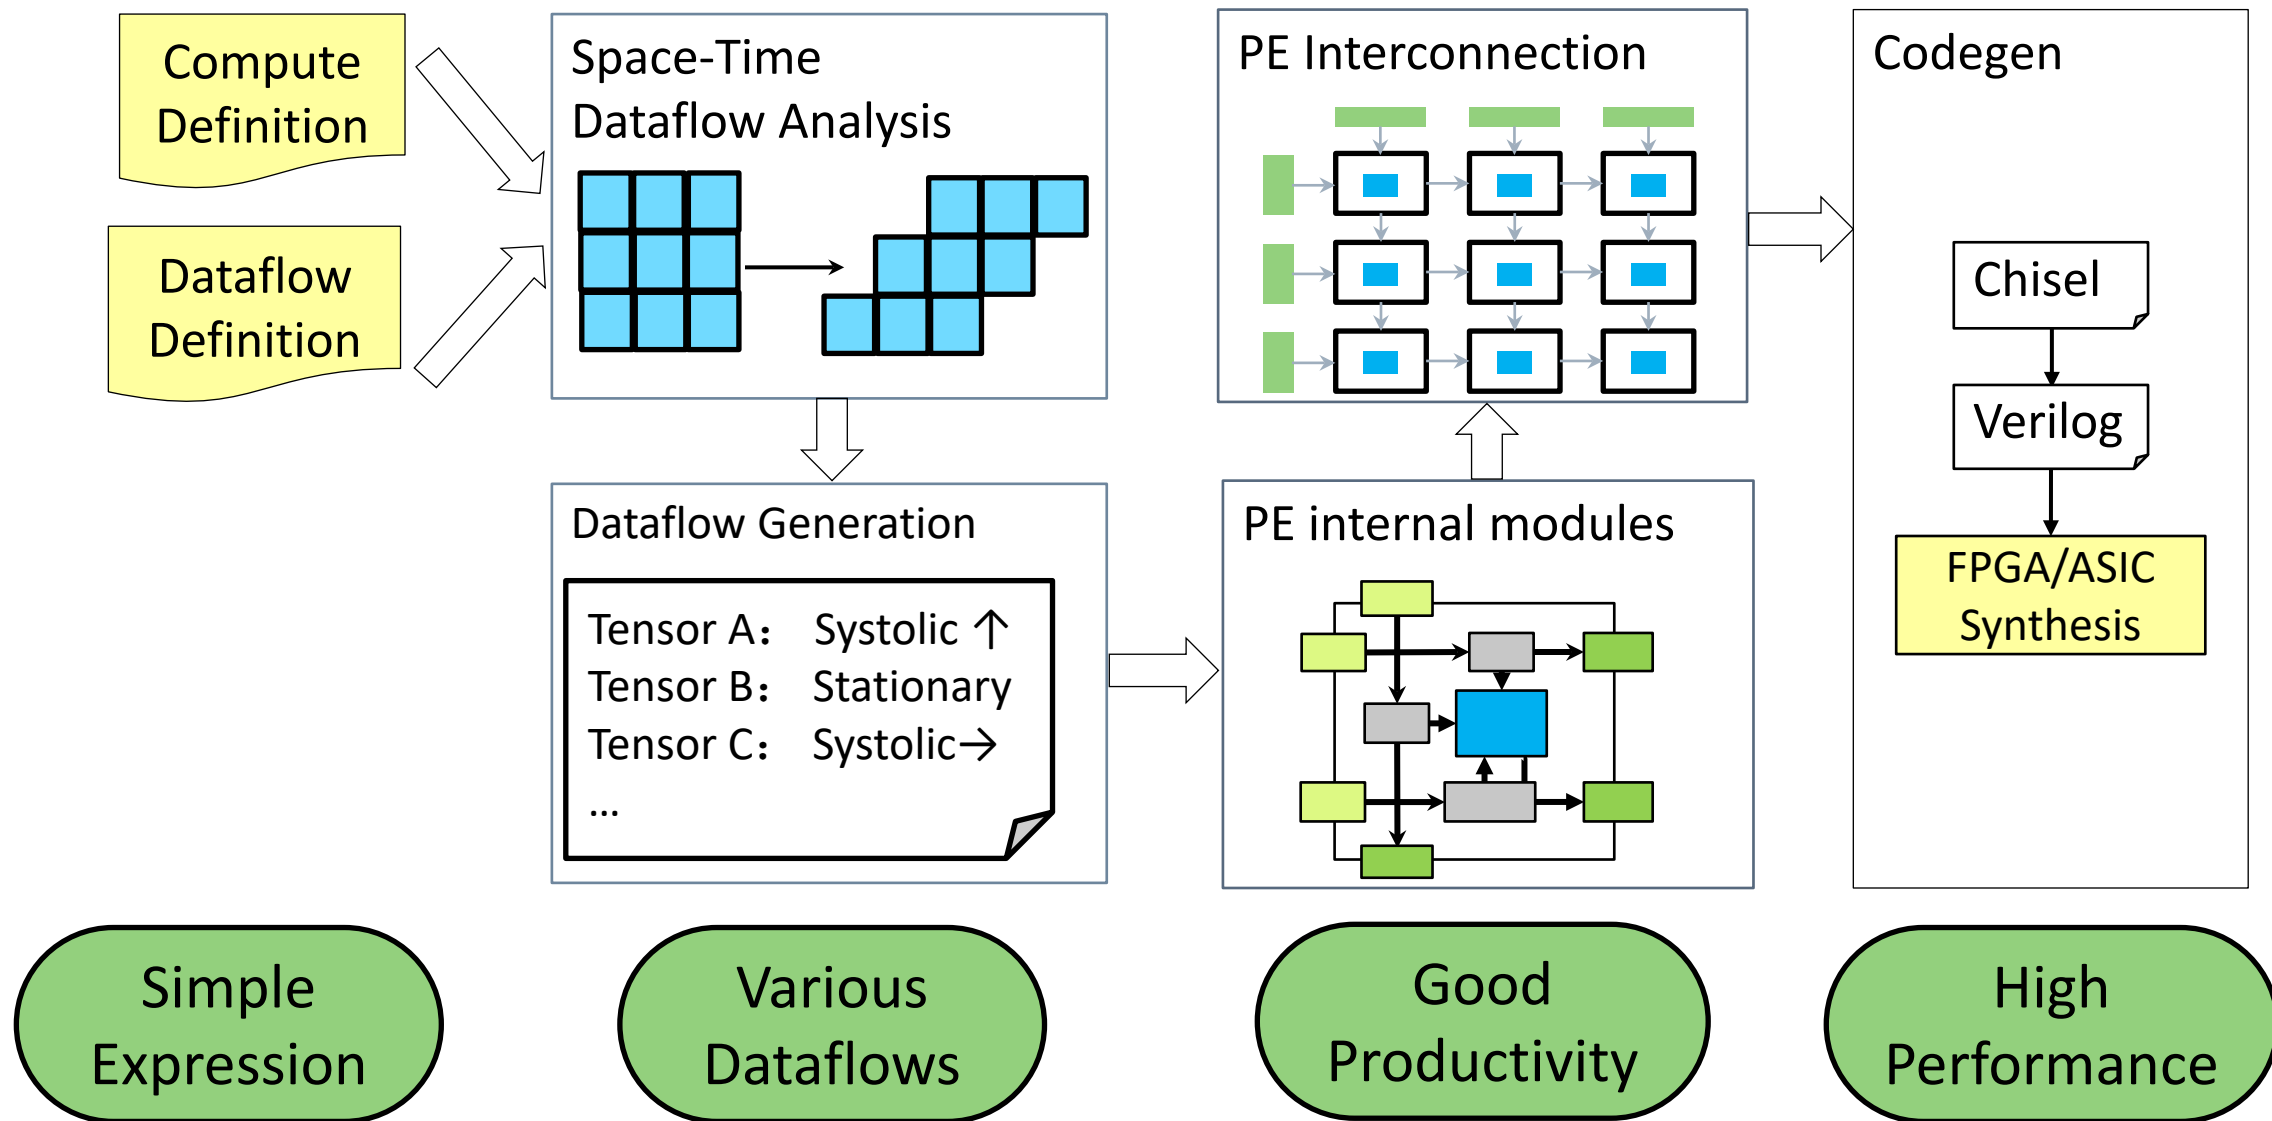 Compute
Definition
Dataflow
Definition
Space-Time
Dataflow Analysis
Dataflow Generation
Tensor A： Systolic ↑
Tensor B： Stationary
Tensor C： Systolic→
...
PE Interconnection
PE internal modules
Codegen
Chisel
Verilog
FPGA/ASIC
Synthesis
Simple
Expression
Various
Dataflows
Good
Productivity
High
Performance